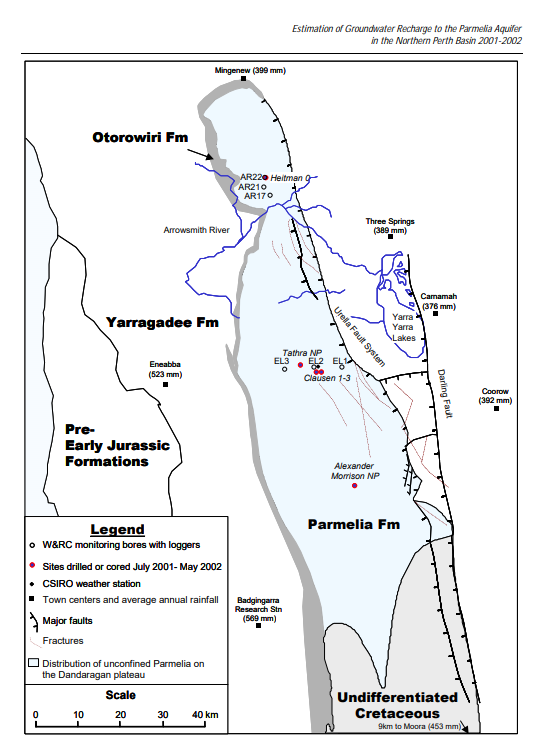 Estimation of Groundwater Recharge to the Parmelia Aquifer
in the Northern Perth Basin 2001-2002
Mingenew (399 mm)
Otorowiri Fm
AR22
Heitman 0
AR21
AR17
Arrowsmith River
Three Springs
(389 mm)
Carnamah
(376 mm)
Yarra
Yarra
Lakes
Urella Fault System
Yarragadee Fm
Tathra NP
EL3
EL2
EL1
Clausen 1-3
Eneabba
(523 mm)
Darling Fault
Coorow
(392 mm)
Pre-
Early Jurassic
Formations
Alexander
Morrison NP
Parmelia Fm
Legend
W&RC monitoring bores with loggers
Sites drilled or cored July 2001- May 2002
CSIRO weather station
Town centers and average annual rainfall
Major faults
Fractures
Distribution of unconfined Parmelia on
the Dandaragan plateau
Badgingarra
Research Stn
(569 mm)
Scale
0 10 20 30 40 km
Undifferentiated
Cretaceous
9km to Moora (453 mm)